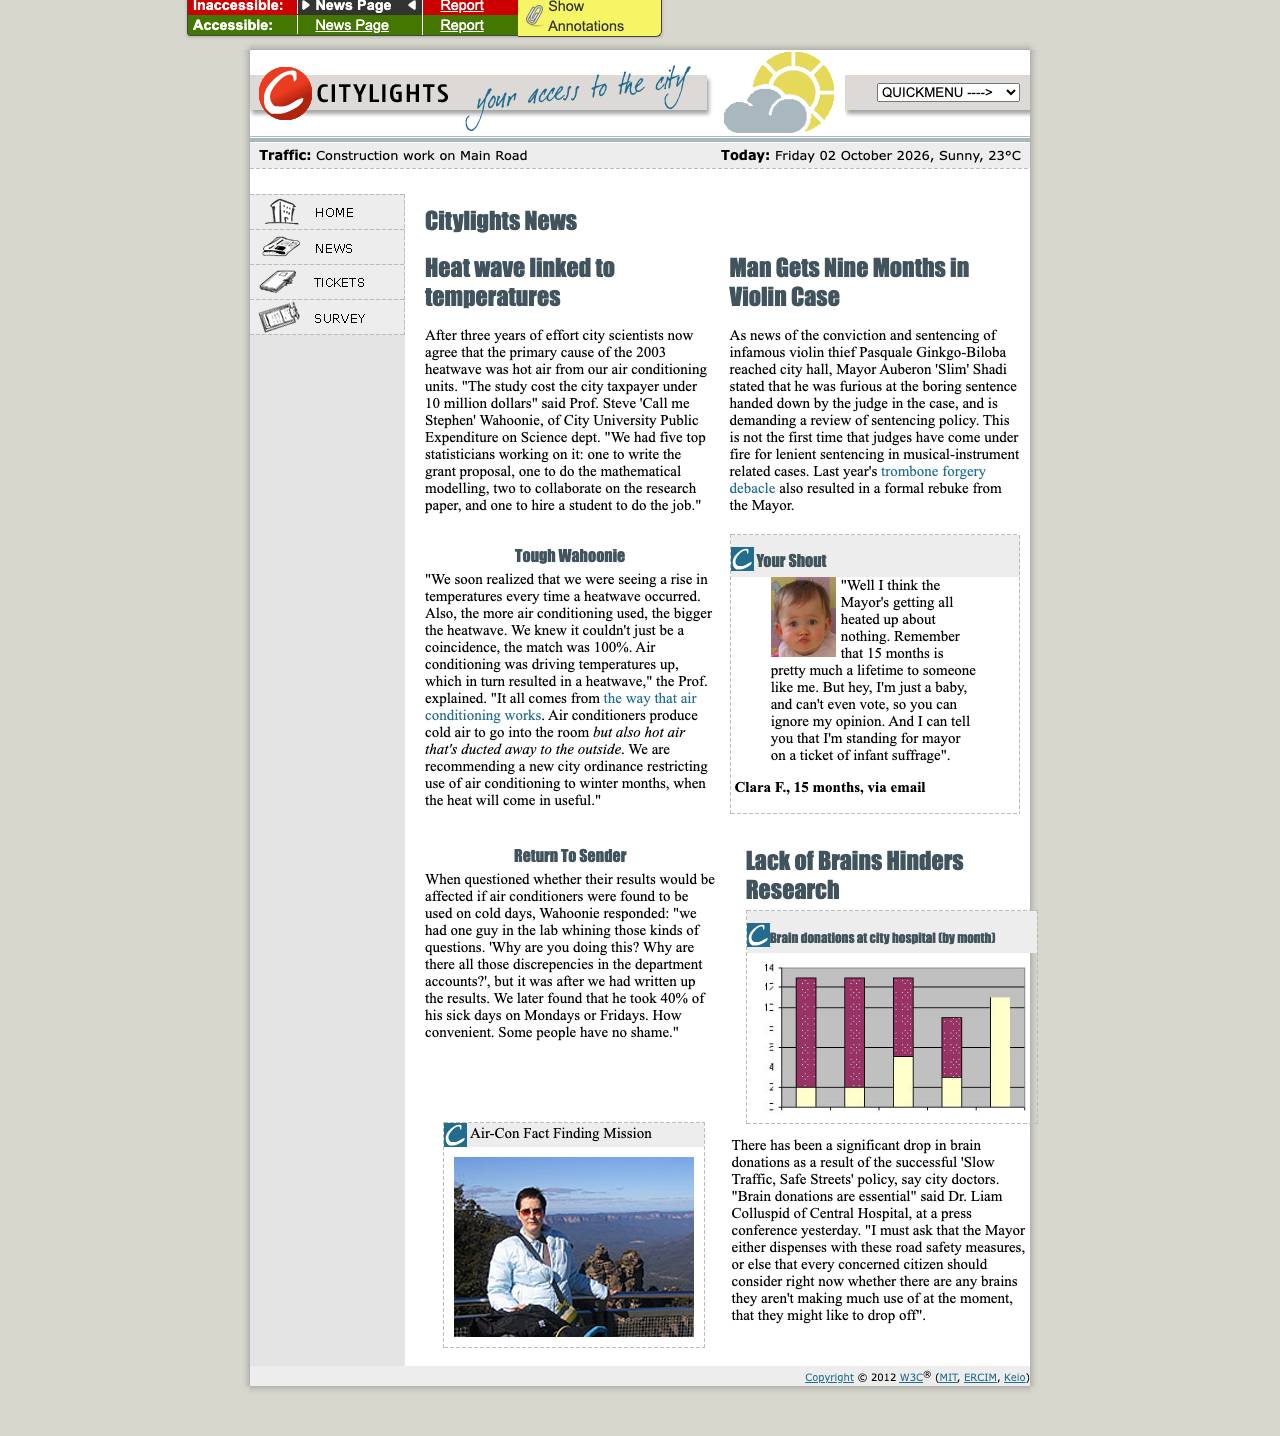 Inaccessible: News Page Report
Accessible: News Page Report
Show
Annotations
CITYLIGHTS your access to the city
QUICKMENU ---->
Traffic: Construction work on Main Road
Today: Friday 02 October 2026, Sunny, 23°C
HOME
NEWS
TICKETS
SURVEY
Citylights News
Heat wave linked to
temperatures
After three years of effort city scientists now
agree that the primary cause of the 2003
heatwave was hot air from our air conditioning
units. "The study cost the city taxpayer under
10 million dollars" said Prof. Steve 'Call me
Stephen' Wahoonie, of City University Public
Expenditure on Science dept. "We had five top
statisticians working on it: one to write the
grant proposal, one to do the mathematical
modelling, two to collaborate on the research
paper, and one to hire a student to do the job."
Tough Wahoonie
"We soon realized that we were seeing a rise in
temperatures every time a heatwave occurred.
Also, the more air conditioning used, the bigger
the heatwave. We knew it couldn't just be a
coincidence, the match was 100%. Air
conditioning was driving temperatures up,
which in turn resulted in a heatwave," the Prof.
explained. "It all comes from the way that air
conditioning works. Air conditioners produce
cold air to go into the room but also hot air
that's ducted away to the outside. We are
recommending a new city ordinance restricting
use of air conditioning to winter months, when
the heat will come in useful."
Return To Sender
When questioned whether their results would be
affected if air conditioners were found to be
used on cold days, Wahoonie responded: "we
had one guy in the lab whining those kinds of
questions. 'Why are you doing this? Why are
there all those discrepencies in the department
accounts?', but it was after we had written up
the results. We later found that he took 40% of
his sick days on Mondays or Fridays. How
convenient. Some people have no shame."
Air-Con Fact Finding Mission
Man Gets Nine Months in
Violin Case
As news of the conviction and sentencing of
infamous violin thief Pasquale Ginkgo-Biloba
reached city hall, Mayor Auberon 'Slim' Shadi
stated that he was furious at the boring sentence
handed down by the judge in the case, and is
demanding a review of sentencing policy. This
is not the first time that judges have come under
fire for lenient sentencing in musical-instrument
related cases. Last year's trombone forgery
debacle also resulted in a formal rebuke from
the Mayor.
Your Shout
"Well I think the
Mayor's getting all
heated up about
nothing. Remember
that 15 months is
pretty much a lifetime to someone
like me. But hey, I'm just a baby,
and can't even vote, so you can
ignore my opinion. And I can tell
you that I'm standing for mayor
on a ticket of infant suffrage".
Clara F., 15 months, via email
Lack of Brains Hinders
Research
Brain donations at city hospital (by month)
14
12
4
2
There has been a significant drop in brain
donations as a result of the successful 'Slow
Traffic, Safe Streets' policy, say city doctors.
"Brain donations are essential" said Dr. Liam
Colluspid of Central Hospital, at a press
conference yesterday. "I must ask that the Mayor
either dispenses with these road safety measures,
or else that every concerned citizen should
consider right now whether there are any brains
they aren't making much use of at the moment,
that they might like to drop off".
Copyright © 2012 W3C® (MIT, ERCIM, Keio)